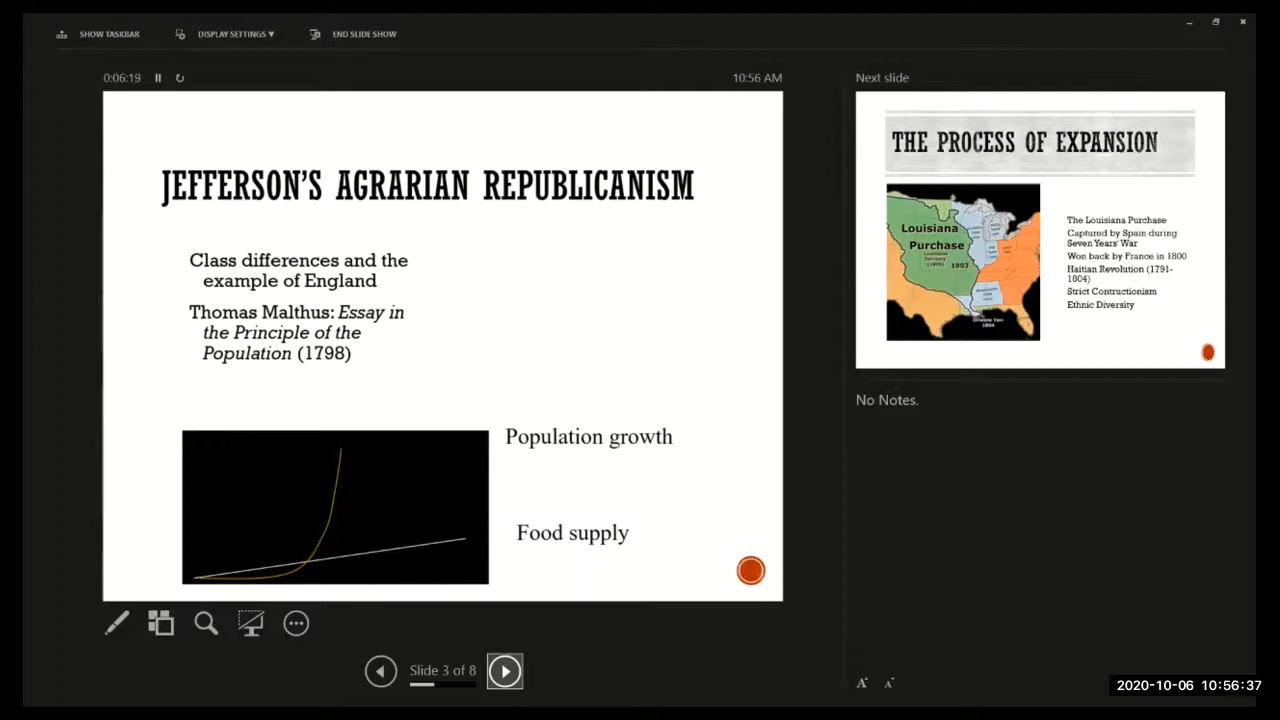 SHOW TASKBAR
DISPLAY SETTINGS ▼
END SLIDE SHOW
0:06:19
10:56 AM
JEFFERSON'S AGRARIAN REPUBLICANISM
Class differences and the
example of England
Thomas Malthus: Essay in
the Principle of the
Population (1798)
Population growth
Food supply
Slide 3 of 8
Next slide
THE PROCESS OF EXPANSION
Louisiana
Purchase
1803
The Louisiana Purchase
Captured by Spain during
Seven Years' War
Won back by France in 1800
Haitian Revolution (1791-
1804)
Strict Contructionism
Ethnic Diversity
No Notes.
A A
2020-10-06 10:56:37